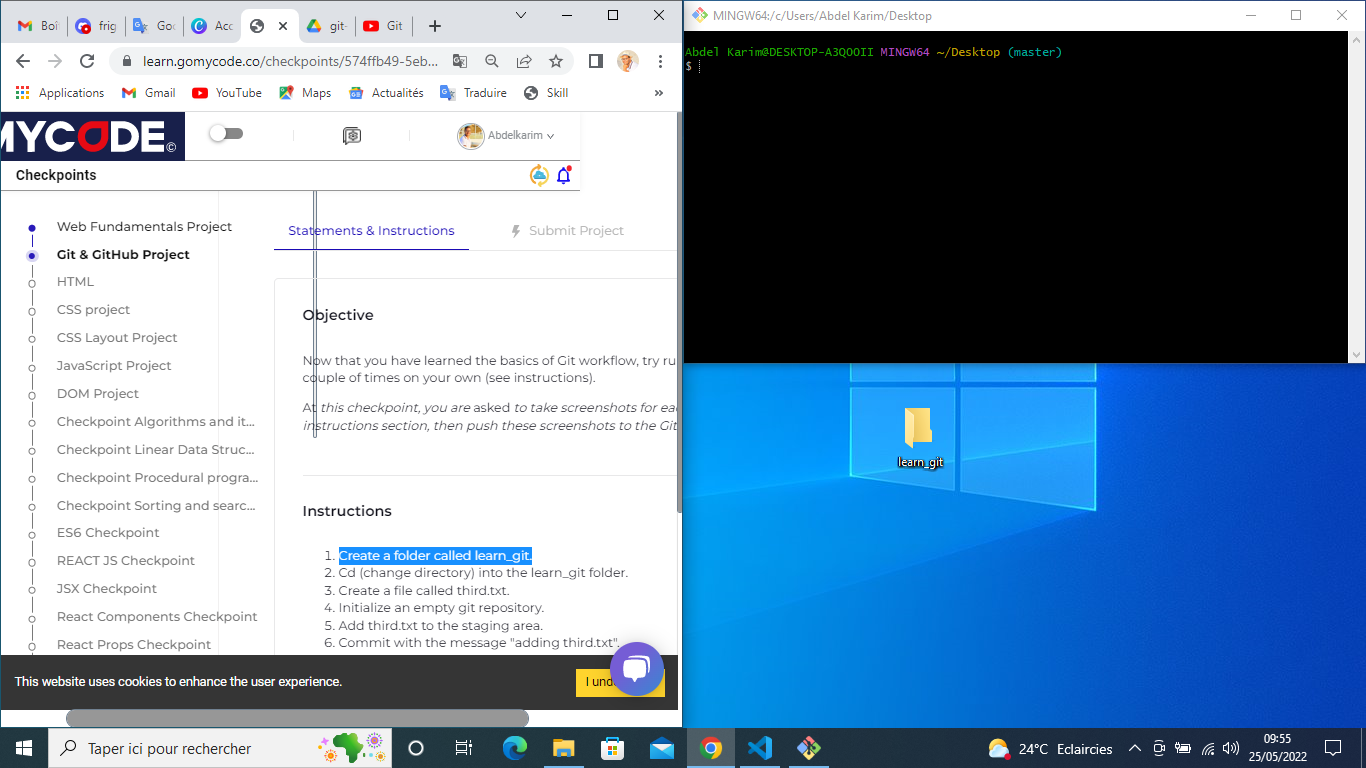 Boî
frig
Goo
Acc
git-
Git
learn.gomycode.co/checkpoints/574ffb49-5eb...
Applications
Gmail
YouTube
Maps
Actualités
Traduire
Skill
»
MYCODE
©
Abdelkarim
Checkpoints
Web Fundamentals Project
Git & GitHub Project
HTML
CSS project
CSS Layout Project
JavaScript Project
DOM Project
Checkpoint Algorithms and it...
Checkpoint Linear Data Struc...
Checkpoint Procedural progra...
Checkpoint Sorting and searc...
ES6 Checkpoint
REACT JS Checkpoint
JSX Checkpoint
React Components Checkpoint
React Props Checkpoint
Statements & Instructions
Submit Project
Objective
Now that you have learned the basics of Git workflow, try ru
couple of times on your own (see instructions).
At this checkpoint, you are asked to take screenshots for eac
instructions section, then push these screenshots to the Git
Instructions
1. Create a folder called learn_git.
2. Cd (change directory) into the learn_git folder.
3. Create a file called third.txt.
4. Initialize an empty git repository.
5. Add third.txt to the staging area.
6. Commit with the message "adding third.txt".
This website uses cookies to enhance the user experience.
I und
MINGW64:/c/Users/Abdel Karim/Desktop
Abdel Karim@DESKTOP-A3QOOII MINGW64 ~/Desktop (master)
$
learn_git
Taper ici pour rechercher
24°C Eclaircies
09:55
25/05/2022